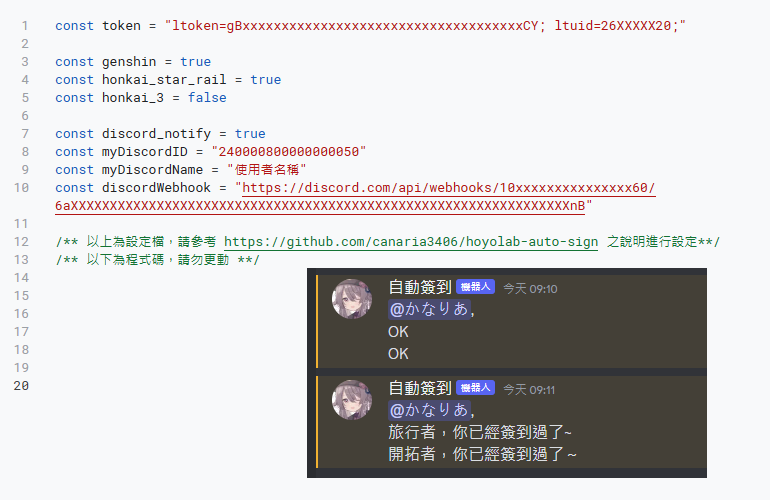 1 const token = "ltoken=gBxxxxxxxxxxxxxxxxxxxxxxxxxxxxxxxxxxxxCY; ltuid=26XXXXX20;"
2
3 const genshin = true
4 const honkai_star_rail = true
5 const honkai_3 = false
6
7 const discord_notify = true
8 const myDiscordID = "240000800000000050"
9 const myDiscordName = "使用者名稱"
10 const discordWebhook = "https://discord.com/api/webhooks/10xxxxxxxxxxxxxxx60/
6aXXXXXXXXXXXXXXXXXXXXXXXXXXXXXXXXXXXXXXXXXXXXXXXXXXXXXXXXXXXXXXXXnB"
11
12 /** 以上為設定檔，請參考 https://github.com/canaria3406/hoyolab-auto-sign 之說明進行設定**/
13 /** 以下為程式碼，請勿更動 **/
14
15
16
17
18
19
20
自動簽到 機器人 今天 09:10
@かなりあ,
OK
OK
自動簽到 機器人 今天 09:11
@かなりあ,
旅行者，你已經簽到過了~
開拓者，你已經簽到過了～